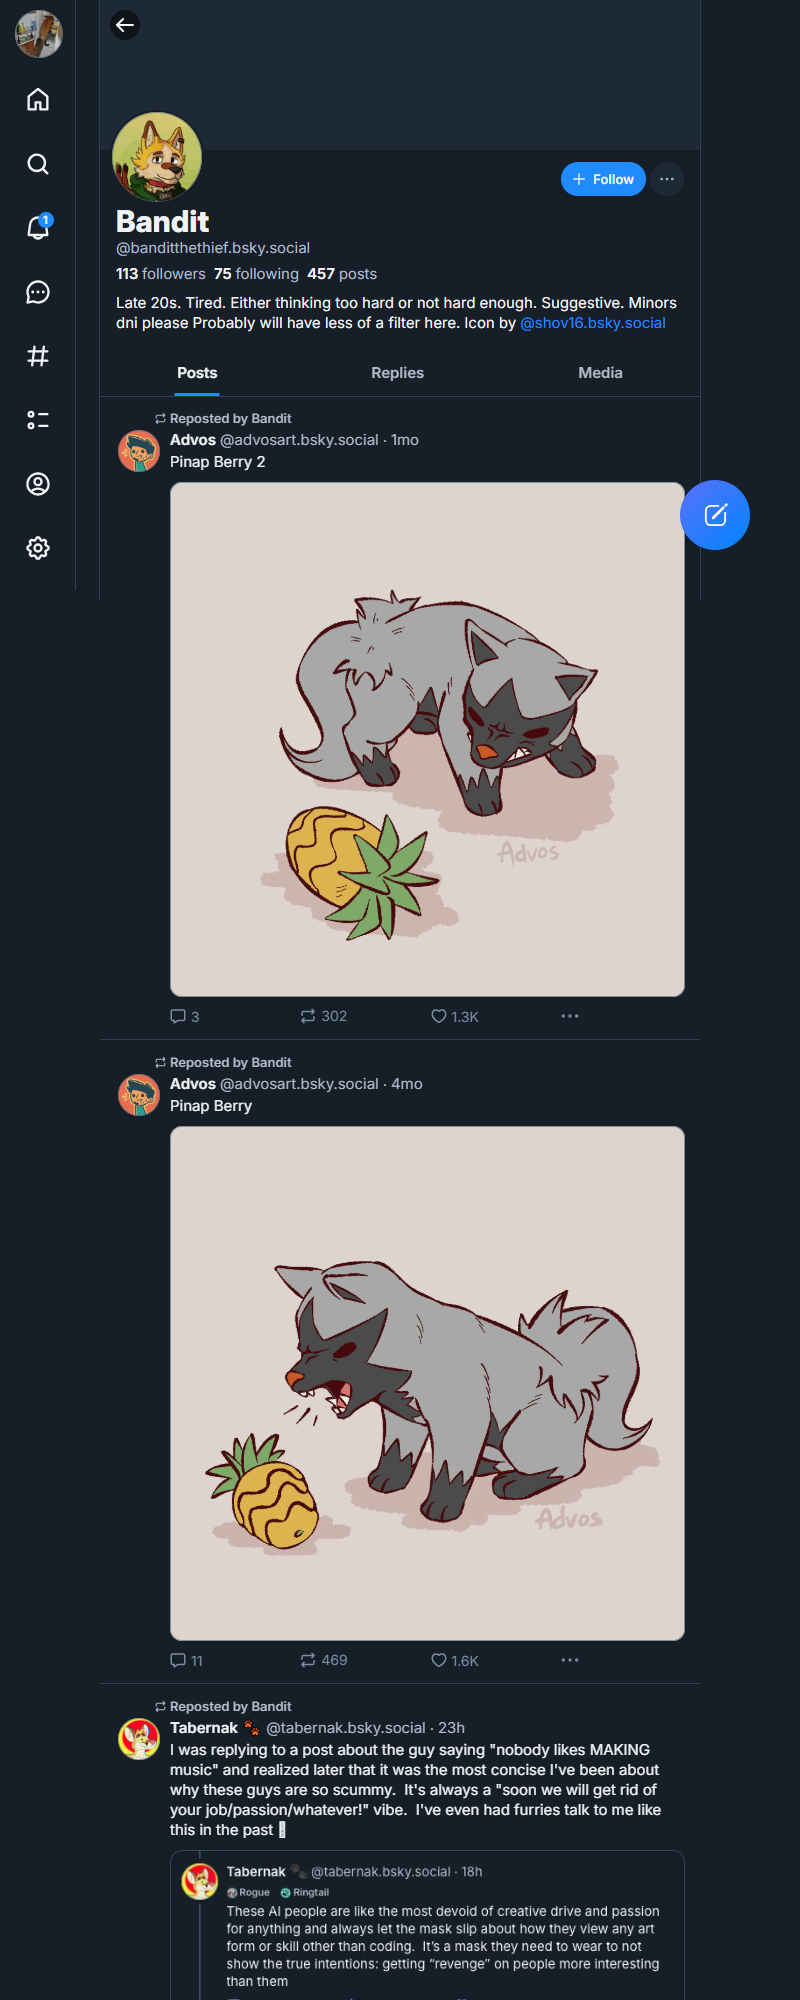 1
Follow
Bandit
@banditthethief.bsky.social
113 followers 75 following 457 posts
Late 20s. Tired. Either thinking too hard or not hard enough. Suggestive. Minors
dni please Probably will have less of a filter here. Icon by @shov16.bsky.social
Posts Replies Media
Reposted by Bandit
Advos @advosart.bsky.social · 1mo
Pinap Berry 2
Advos
3 302 1.3K
Reposted by Bandit
Advos @advosart.bsky.social · 4mo
Pinap Berry
Advos
11 469 1.6K
Reposted by Bandit
Tabernak 🐾 @tabernak.bsky.social · 23h
I was replying to a post about the guy saying "nobody likes MAKING
music" and realized later that it was the most concise I've been about
why these guys are so scummy.  It's always a "soon we will get rid of
your job/passion/whatever!" vibe.  I've even had furries talk to me like
this in the past
Tabernak 🐾 @tabernak.bsky.social · 18h
Rogue Ringtail
These AI people are like the most devoid of creative drive and passion
for anything and always let the mask slip about how they view any art
form or skill other than coding.  It's a mask they need to wear to not
show the true intentions: getting "revenge" on people more interesting
than them